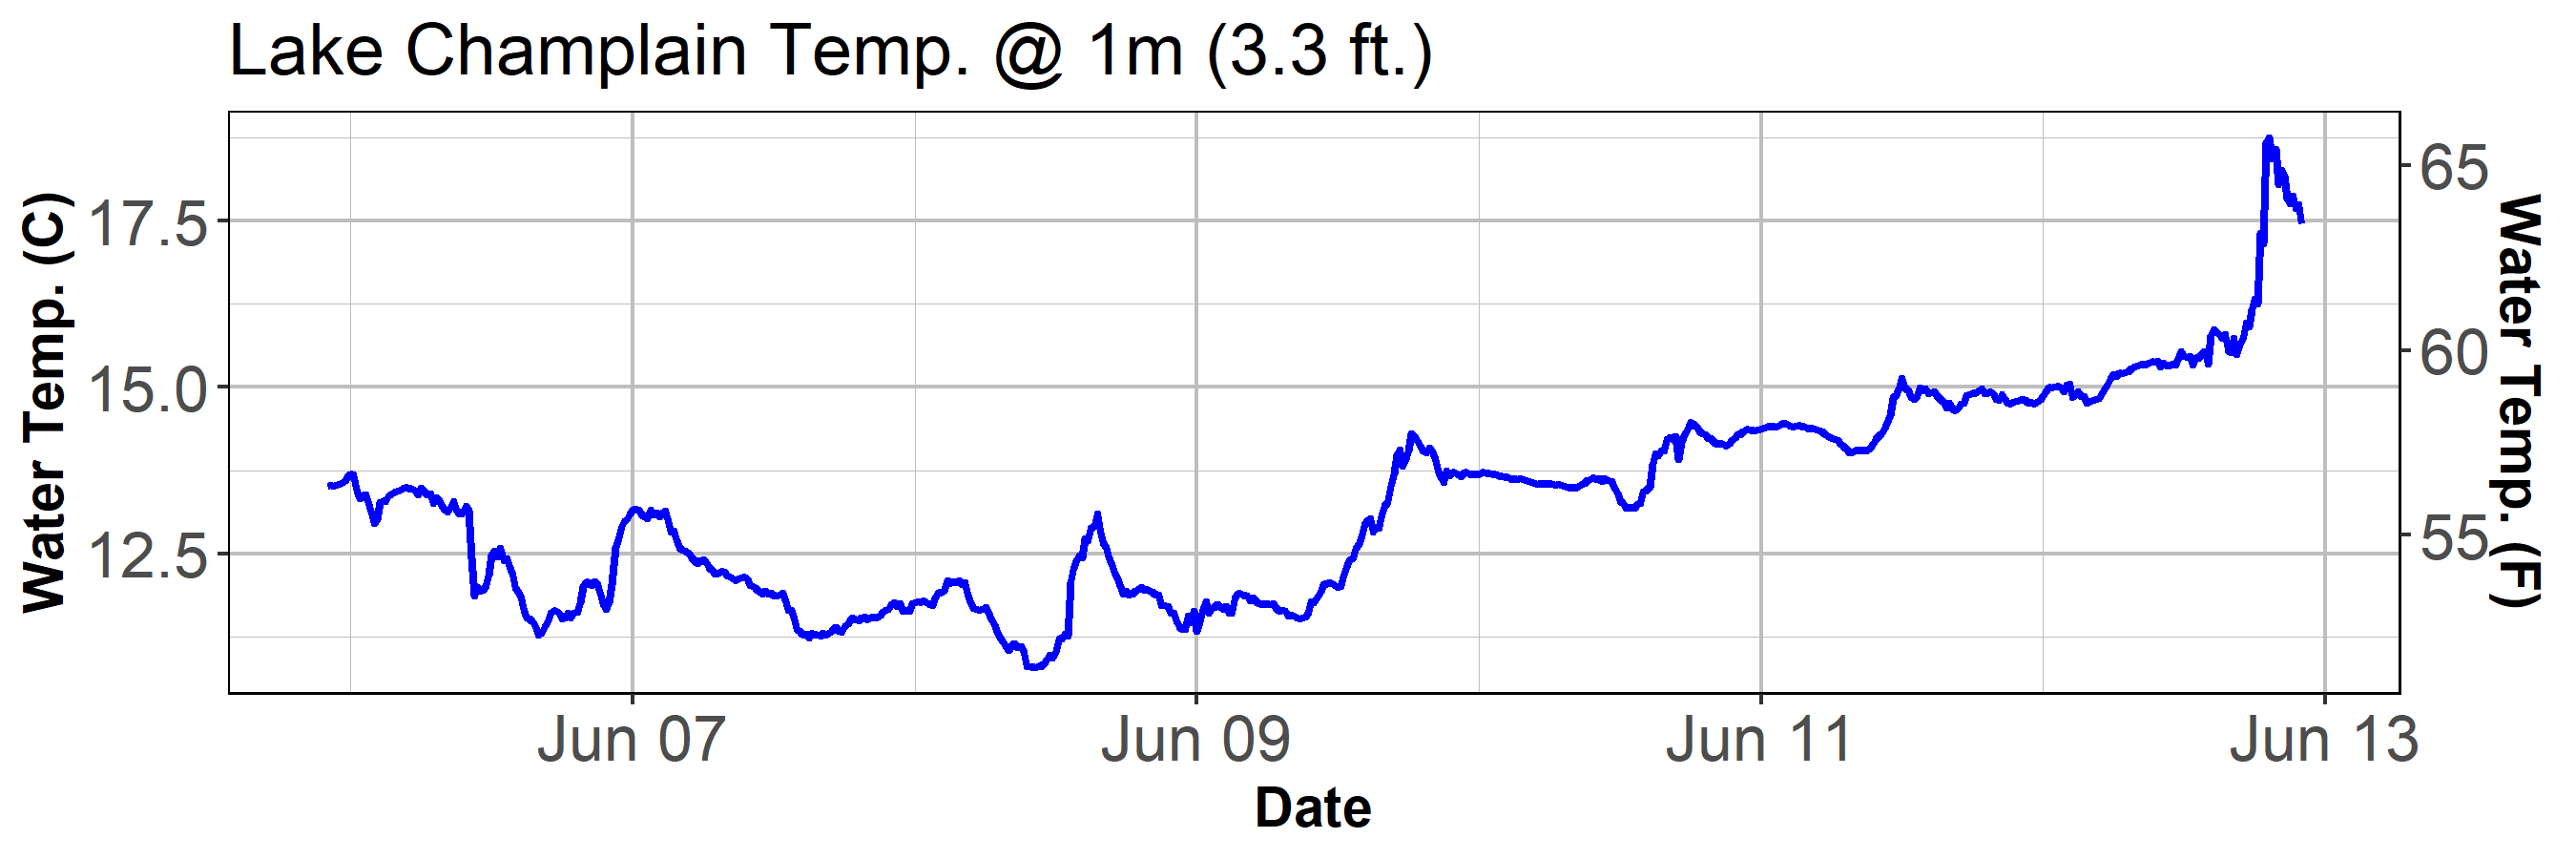 Lake Champlain Temp. @ 1m (3.3 ft.)
Water Temp. (C)
17.5
15.0
12.5
65
60
55
Water Temp. (F)
Jun 07
Jun 09
Jun 11
Jun 13
Date